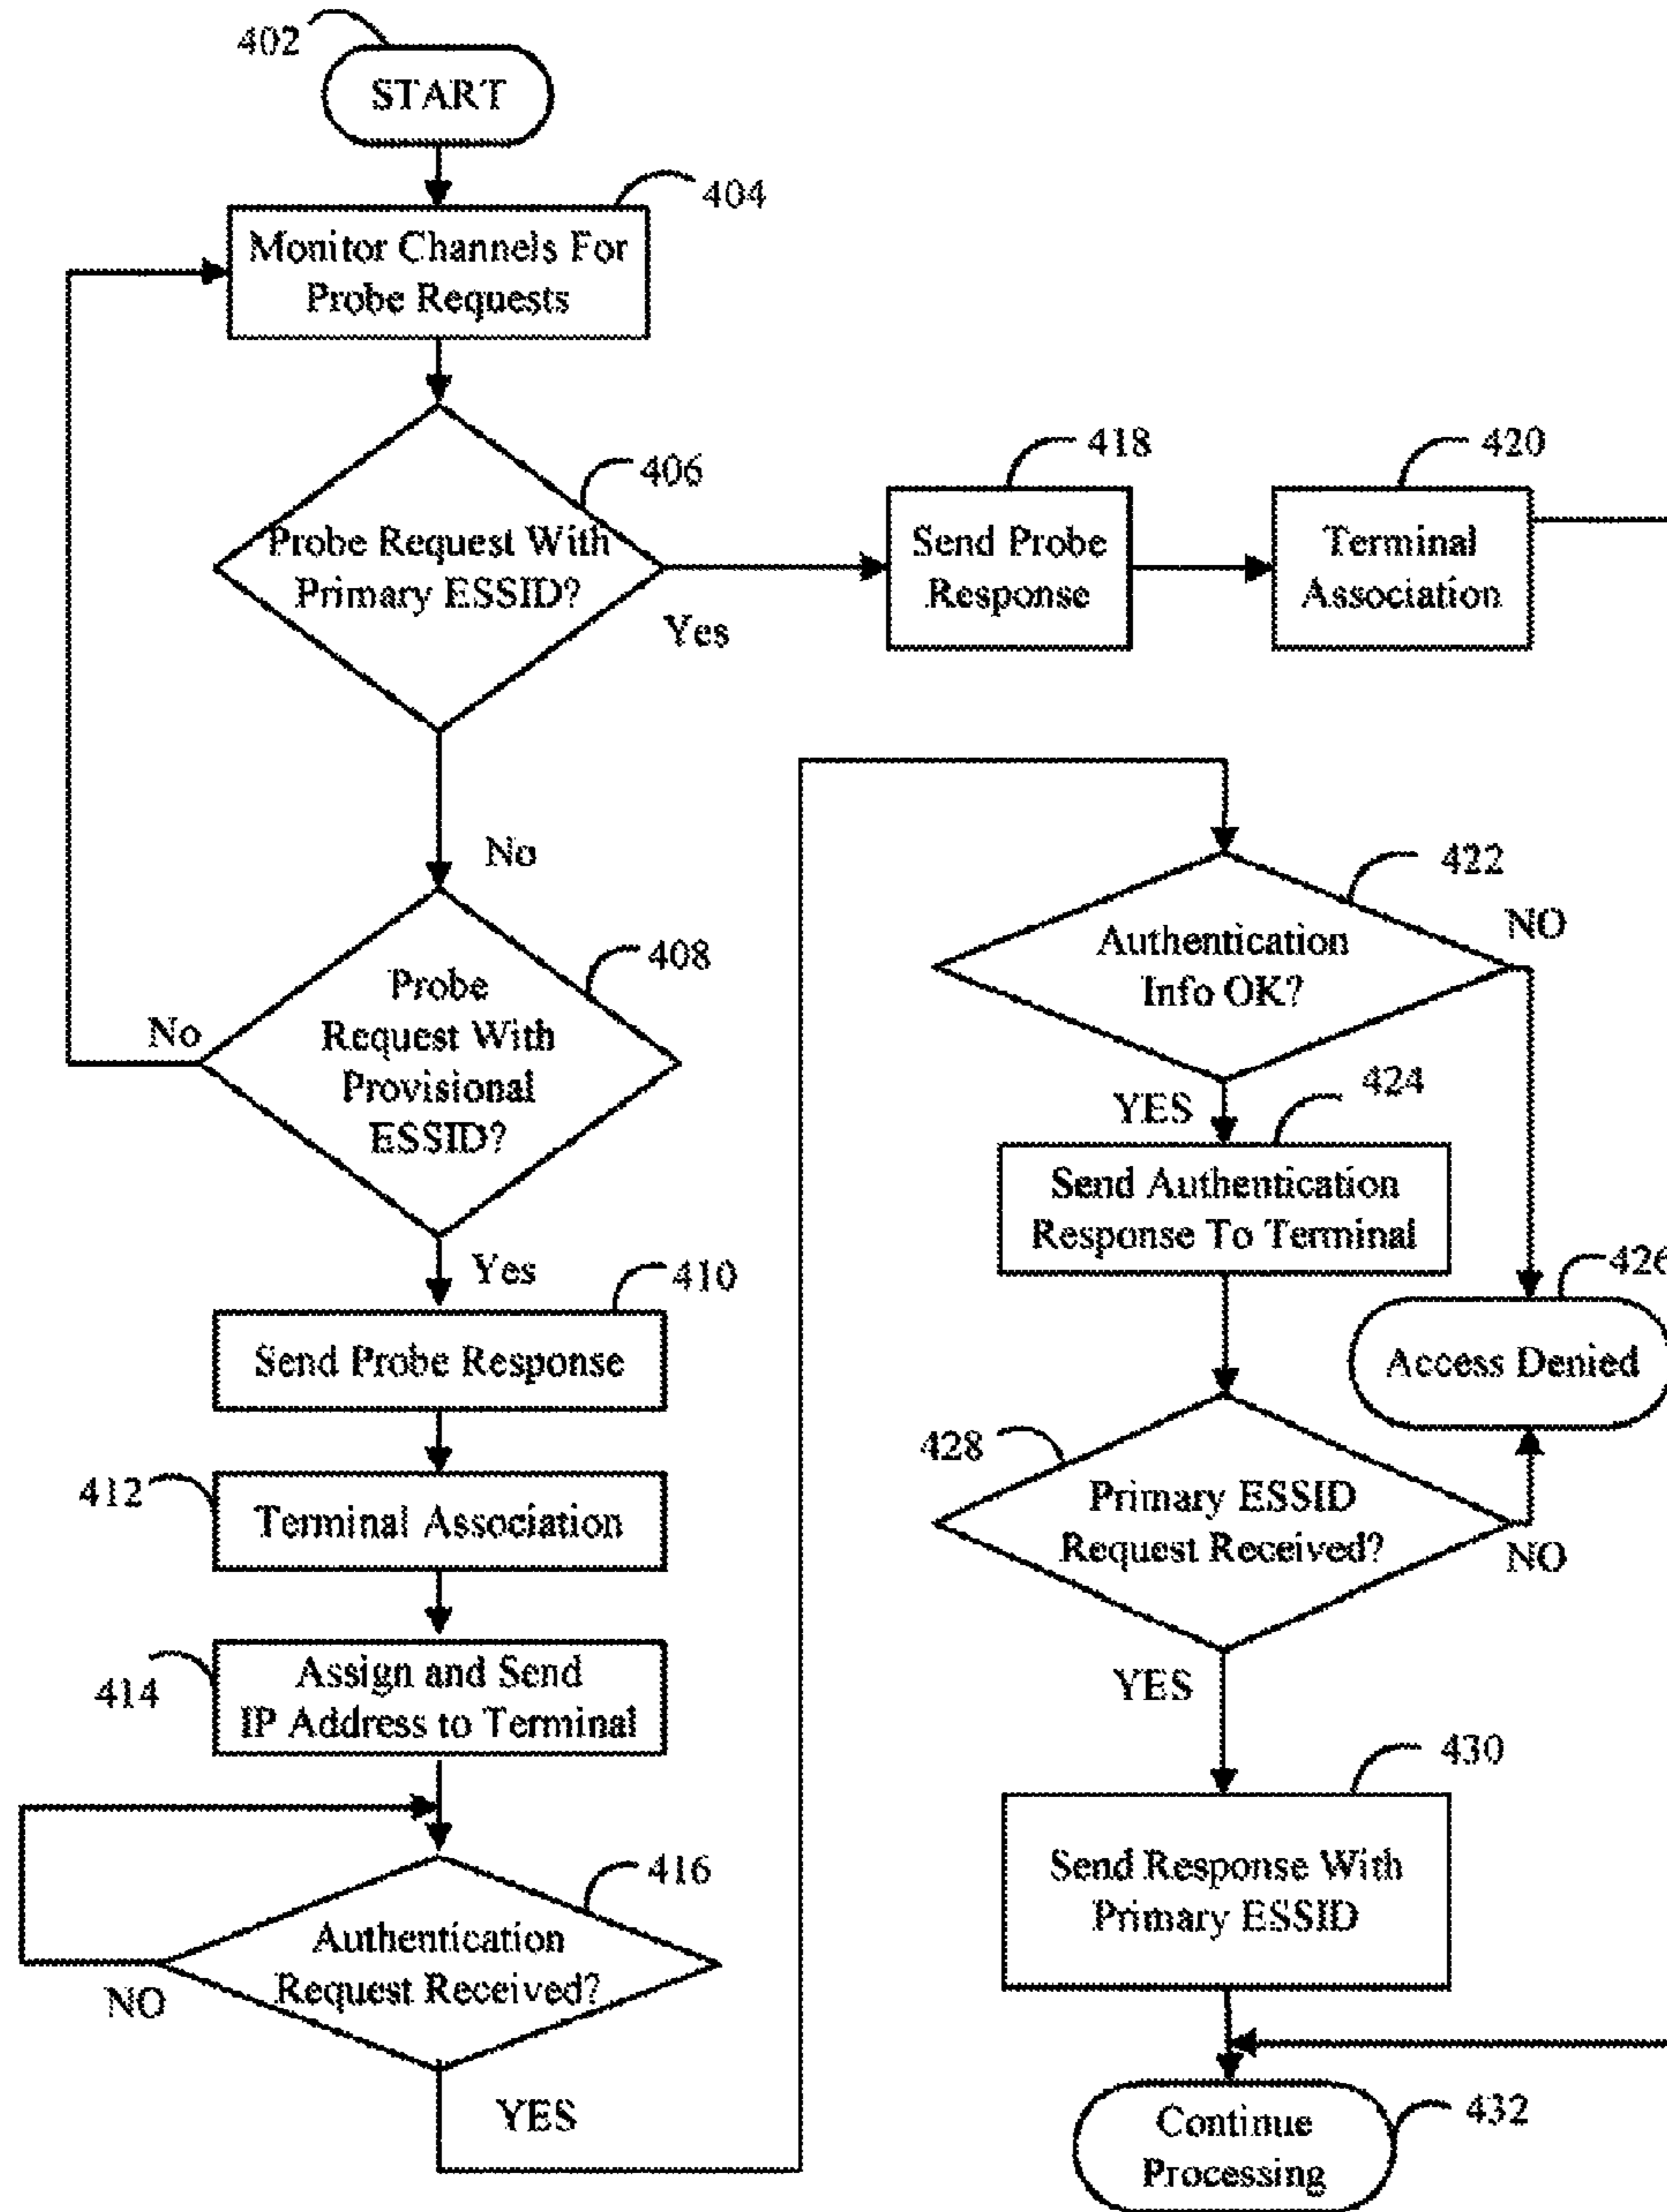 402
START
404
Monitor Channels For
Probe Requests
406
Probe Request With
Primary ESSID?
Yes
No
418
Send Probe
Response
420
Terminal
Association
408
Probe
Request With
Provisional
ESSID?
No
Yes
410
Send Probe Response
412
Terminal Association
414
Assign and Send
IP Address to Terminal
416
Authentication
Request Received?
NO
YES
422
Authentication
Info OK?
NO
YES
424
Send Authentication
Response To Terminal
426
Access Denied
428
Primary ESSID
Request Received?
NO
YES
430
Send Response With
Primary ESSID
432
Continue
Processing